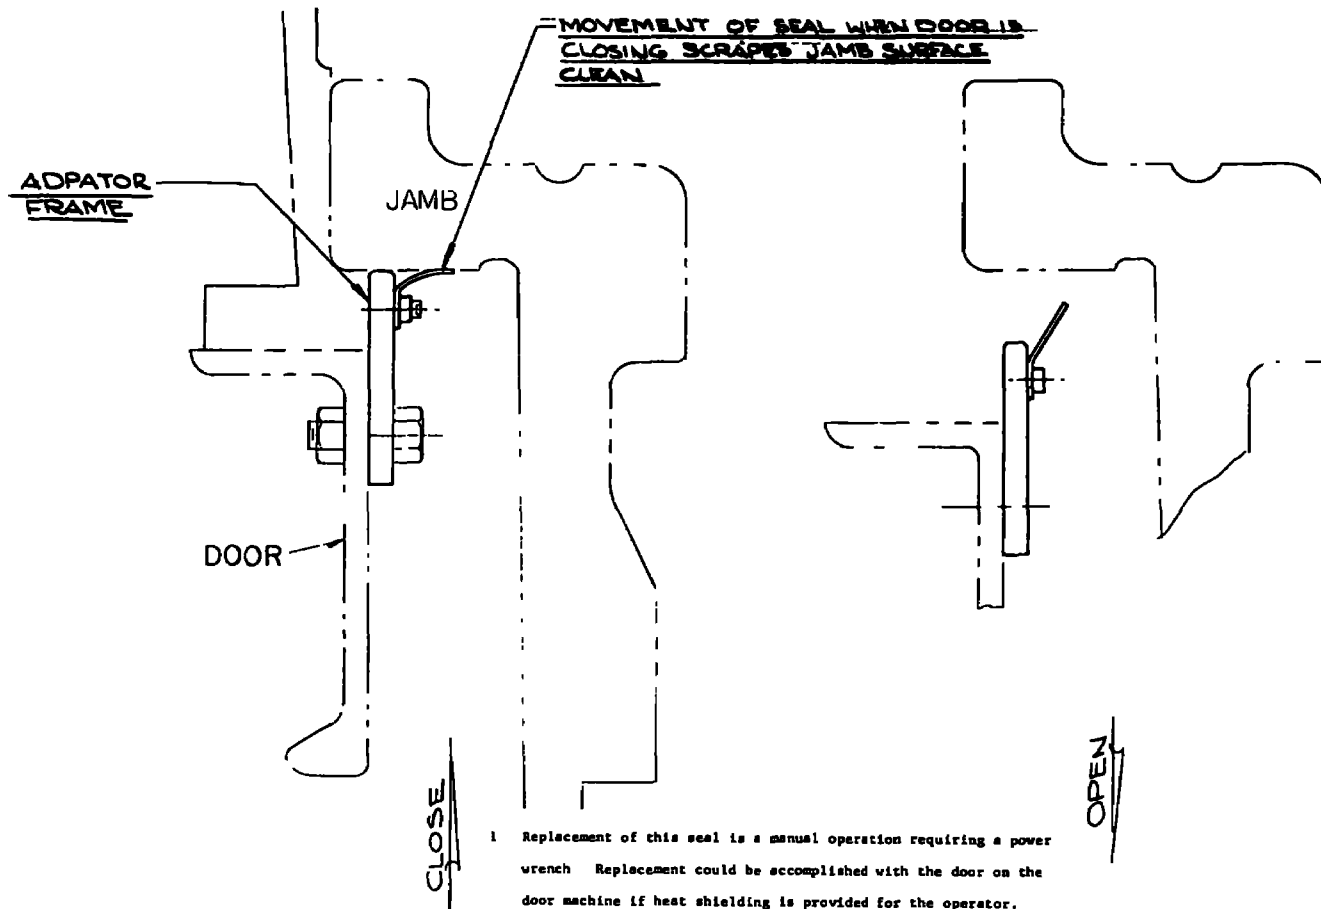 MOVEMENT OF SEAL WHEN DOOR IS
CLOSING SCRAPES JAMB SURFACE
CLEAN
ADPATOR
FRAME
JAMB
DOOR
CLOSE
OPEN
1 Replacement of this seal is a manual operation requiring a power
wrench Replacement could be accomplished with the door on the
door machine if heat shielding is provided for the operator.